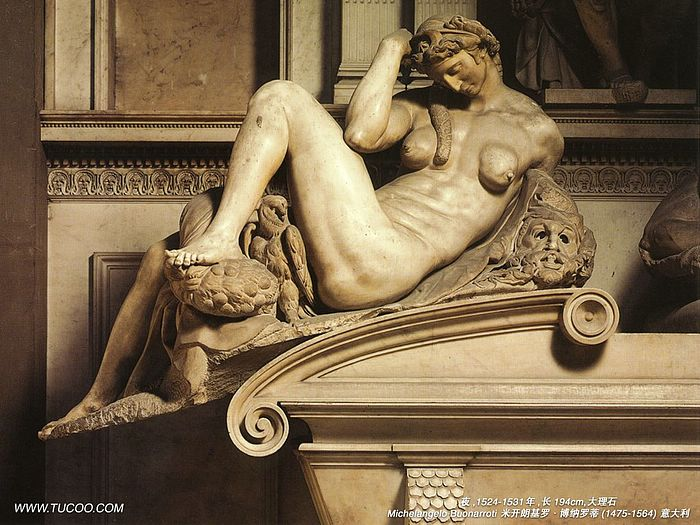 夜 ,1524-1531 年 , 长 194cm, 大理石
Michelangelo Buonarroti 米开朗基罗 · 博纳罗蒂 (1475-1564) 意大利
WWW.TUCOO.COM